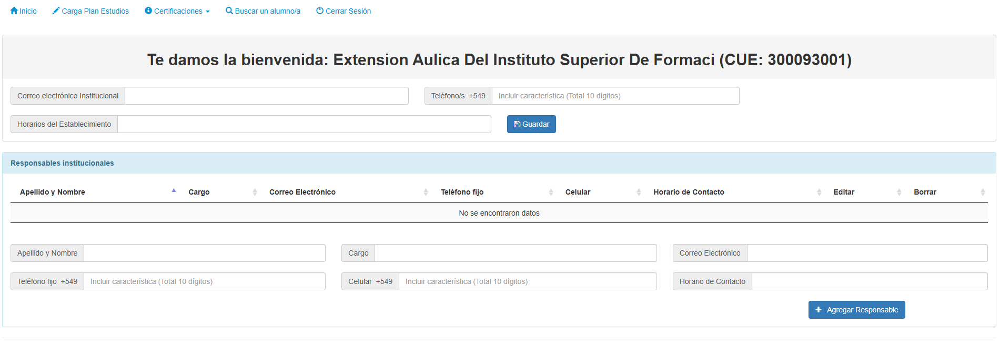 Inicio Carga Plan Estudios Certificaciones Buscar un alumno/a Cerrar Sesión
Te damos la bienvenida: Extension Aulica Del Instituto Superior De Formaci (CUE: 300093001)
Correo electrónico Institucional Teléfono/s +549 Incluir característica (Total 10 dígitos)
Horarios del Establecimiento Guardar
Responsables institucionales
Apellido y Nombre Cargo Correo Electrónico Teléfono fijo Celular Horario de Contacto Editar Borrar
No se encontraron datos
Apellido y Nombre Cargo Correo Electrónico
Teléfono fijo +549 Incluir característica (Total 10 dígitos) Celular +549 Incluir característica (Total 10 dígitos) Horario de Contacto
Agregar Responsable